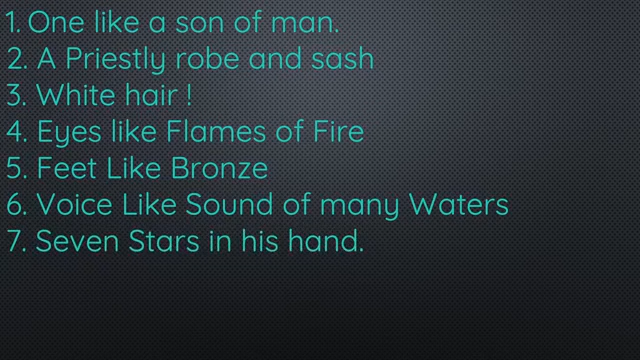 1. One like a son of man.
2. A Priestly robe and sash
3. White hair !
4. Eyes like Flames of Fire
5. Feet Like Bronze
6. Voice Like Sound of many Waters
7. Seven Stars in his hand.